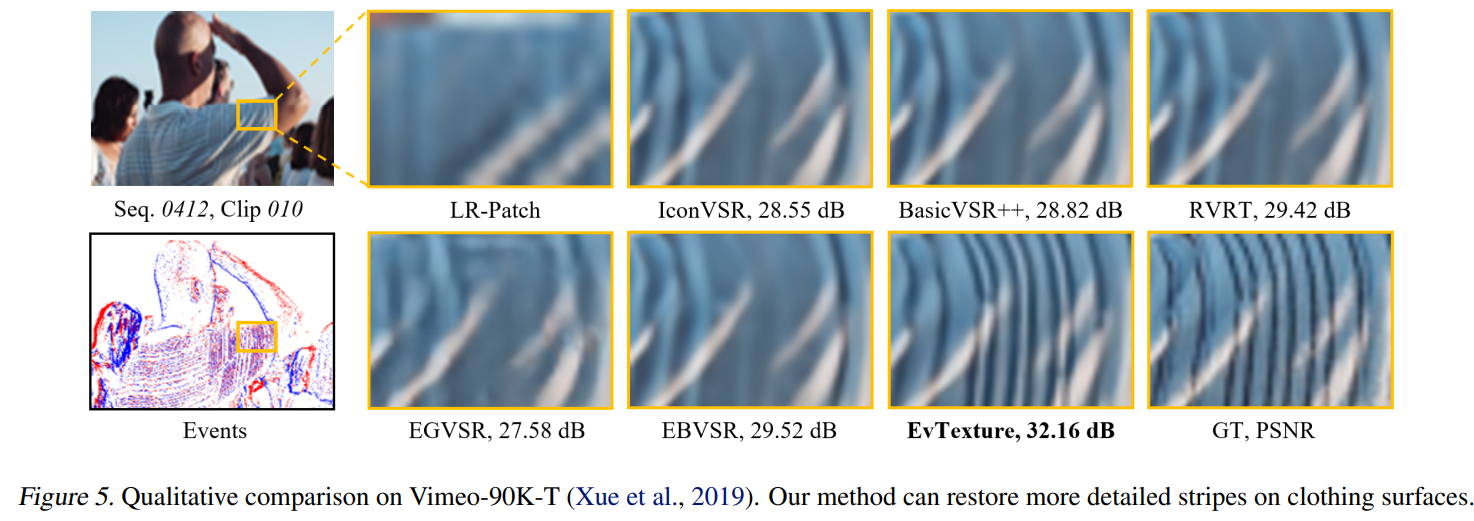 Seq. 0412, Clip 010
LR-Patch
IconVSR, 28.55 dB
BasicVSR++, 28.82 dB
RVRT, 29.42 dB
Events
EGVSR, 27.58 dB
EBVSR, 29.52 dB
EvTexture, 32.16 dB
GT, PSNR
Figure 5. Qualitative comparison on Vimeo-90K-T (Xue et al., 2019). Our method can restore more detailed stripes on clothing surfaces.